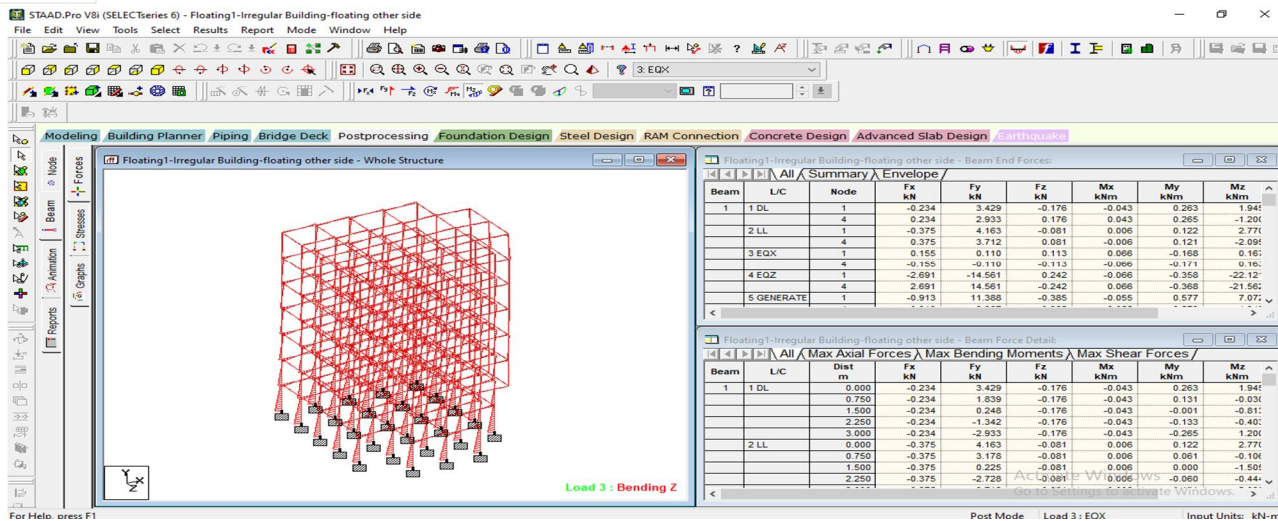 STAAD.Pro V8i (SELECTseries 6) - Floating1-Irregular Building-floating other side
File Edit View Tools Select Results Report Mode Window Help
3: EQX
Modeling Building Planner Piping Bridge Deck Postprocessing Foundation Design Steel Design RAM Connection Concrete Design Advanced Slab Design Earthquake
Node Beam Animation Reports
Forces Stresses Graphs
Floating1-Irregular Building-floating other side - Whole Structure
Load 3 : Bending Z
Floating1-Irregular Building-floating other side - Beam End Forces:
All Summary Envelope
Beam L/C Node Fx kN Fy kN Fz kN Mx kNm My kNm Mz kNm
1 1 DL 1 -0.234 3.429 -0.176 -0.043 0.263
4 0.234 2.933 0.176 0.043 0.265
2 LL 1 -0.375 4.163 -0.081 0.006 0.122
4 0.375 3.712 0.081 -0.006 0.121
3 EQX 1 0.155 0.110 0.113 0.066 -0.168
4 -0.155 -0.110 -0.113 -0.066 -0.171
4 EQZ 1 -2.691 -14.561 0.242 -0.066 -0.358
4 2.691 14.561 -0.242 0.066 -0.368
5 GENERATE 1 -0.913 11.388 -0.385 -0.055 0.577
Floating1-Irregular Building-floating other side - Beam Force Detail:
All Max Axial Forces Max Bending Moments Max Shear Forces
Beam L/C Dist m Fx kN Fy kN Fz kN Mx kNm My kNm Mz kNm
1 1 DL 0.000 -0.234 3.429 -0.176 -0.043 0.263
0.750 -0.234 1.839 -0.176 -0.043 0.131
1.500 -0.234 0.248 -0.176 -0.043 -0.001
2.250 -0.234 -1.342 -0.176 -0.043 -0.133
3.000 -0.234 -2.933 -0.176 -0.043 -0.265
2 LL 0.000 -0.375 4.163 -0.081 0.006 0.122
0.750 -0.375 3.178 -0.081 0.006 0.061
1.500 -0.375 0.225 -0.081 0.006 0.000
2.250 -0.375 -2.728 -0.081 0.006 -0.060
Activate Windows
Go to Settings to activate Windows.
For Help, press F1
Post Mode Load 3 : EQX Input Units: kN-m